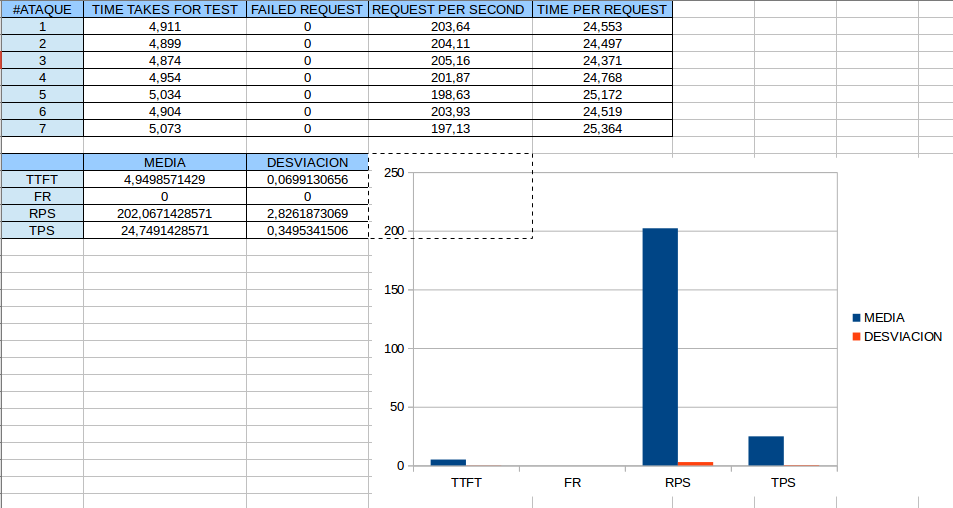 #ATAQUE TIME TAKES FOR TEST FAILED REQUEST REQUEST PER SECOND TIME PER REQUEST
1 4,911 0 203,64 24,553
2 4,899 0 204,11 24,497
3 4,874 0 205,16 24,371
4 4,954 0 201,87 24,768
5 5,034 0 198,63 25,172
6 4,904 0 203,93 24,519
7 5,073 0 197,13 25,364
MEDIA DESVIACION
TTFT 4,9498571429 0,0699130656
FR 0 0
RPS 202,0671428571 2,8261873069
TPS 24,7491428571 0,3495341506
250
200
150
100
50
0
TTFT FR RPS TPS
MEDIA
DESVIACION